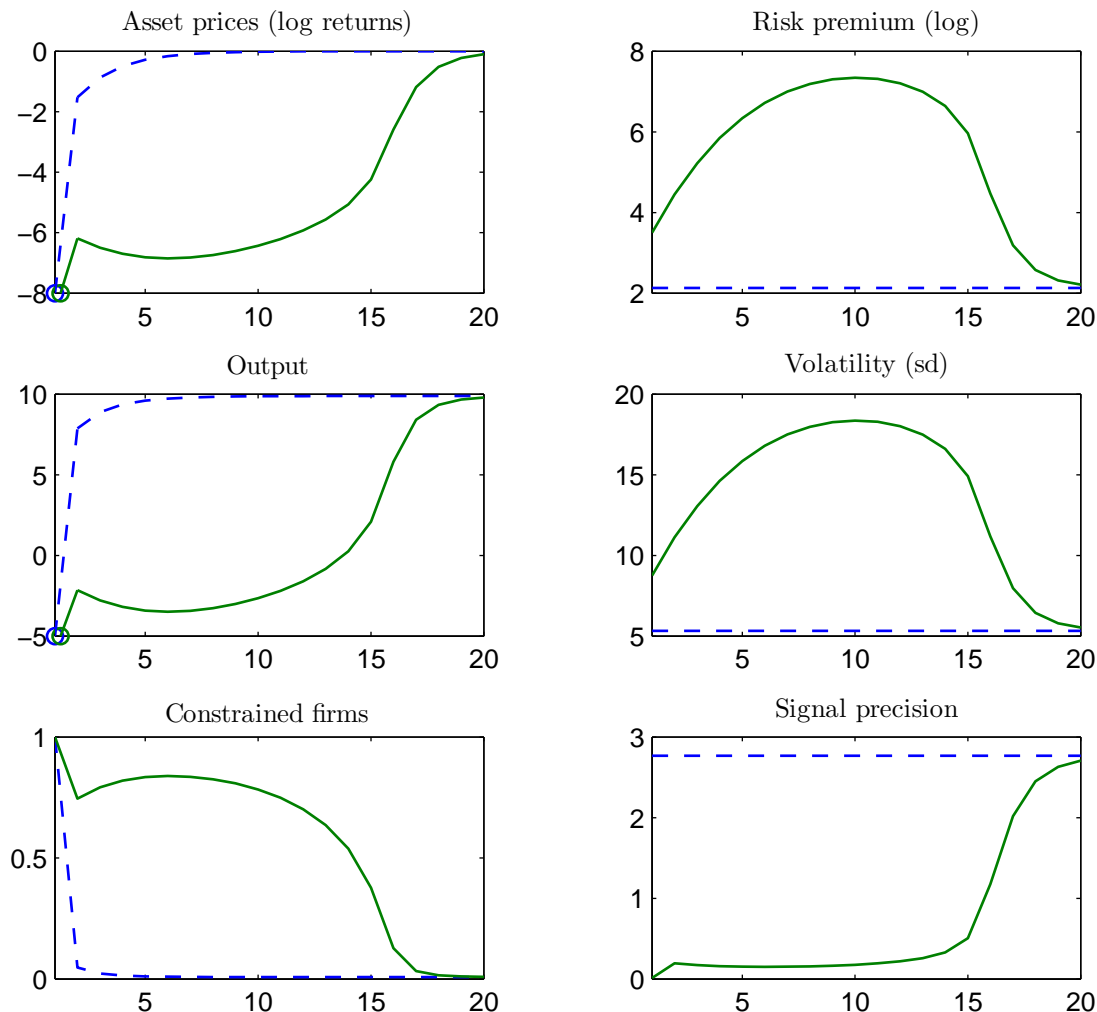 Asset prices (log returns)
0
−2
−4
−6
−8
5 10 15 20
Risk premium (log)
8
6
4
2
5 10 15 20
Output
10
5
0
−5
5 10 15 20
Volatility (sd)
20
15
10
5
5 10 15 20
Constrained firms
1
0.5
0
5 10 15 20
Signal precision
3
2
1
0
5 10 15 20